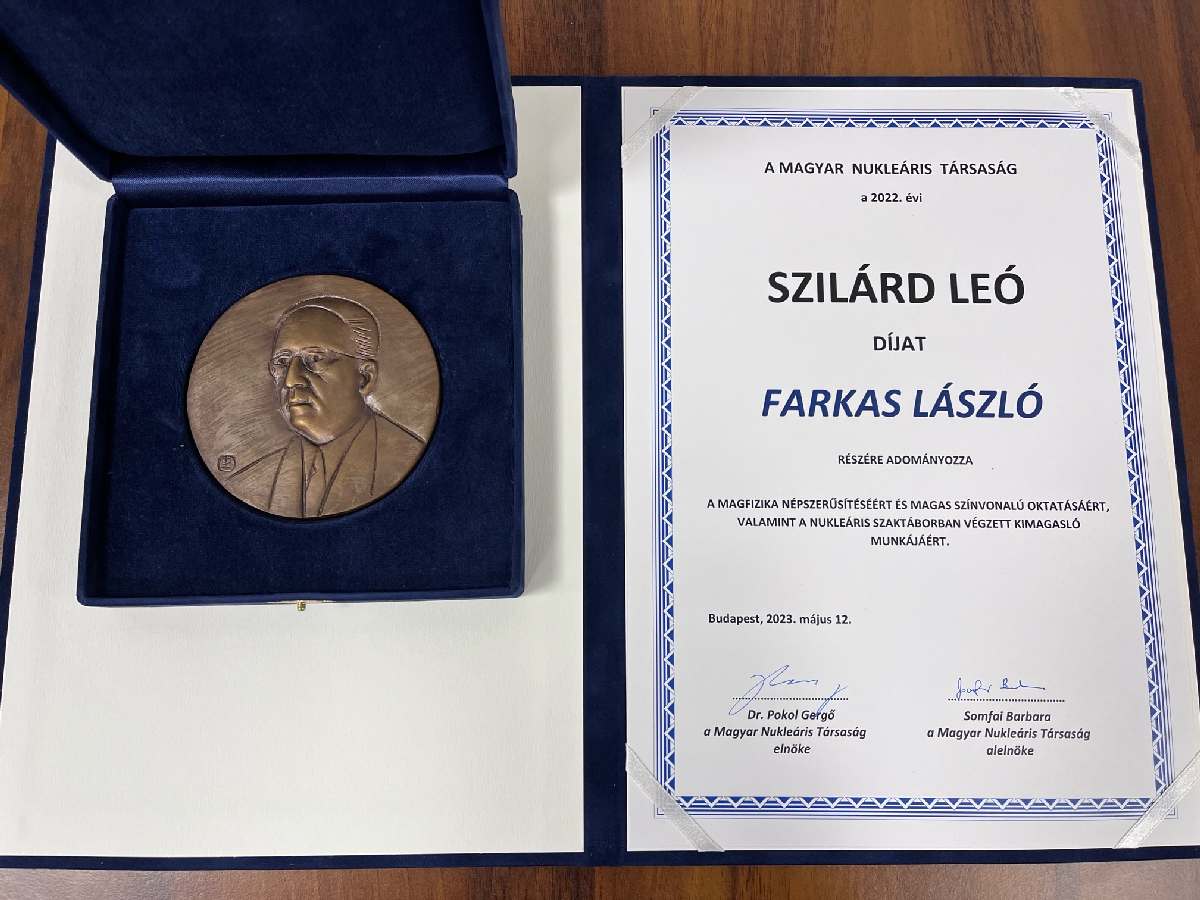 A MAGYAR NUKLEÁRIS TÁRSASÁG
a 2022. évi
SZILÁRD LEÓ
DÍJAT
FARKAS LÁSZLÓ
RÉSZÉRE ADOMÁNYOZZA
A MAGFIZIKA NÉPSZERŰSÍTÉSÉÉRT ÉS MAGAS SZÍNVONALÚ OKTATÁSÁÉRT,
VALAMINT A NUKLEÁRIS SZAKTÁBORBAN VÉGZETT KIMAGASLÓ
MUNKÁJÁÉRT.
Budapest, 2023. május 12.
Dr. Pokol Gergő
a Magyar Nukleáris Társaság
elnöke
Somfai Barbara
a Magyar Nukleáris Társaság
alelnöke